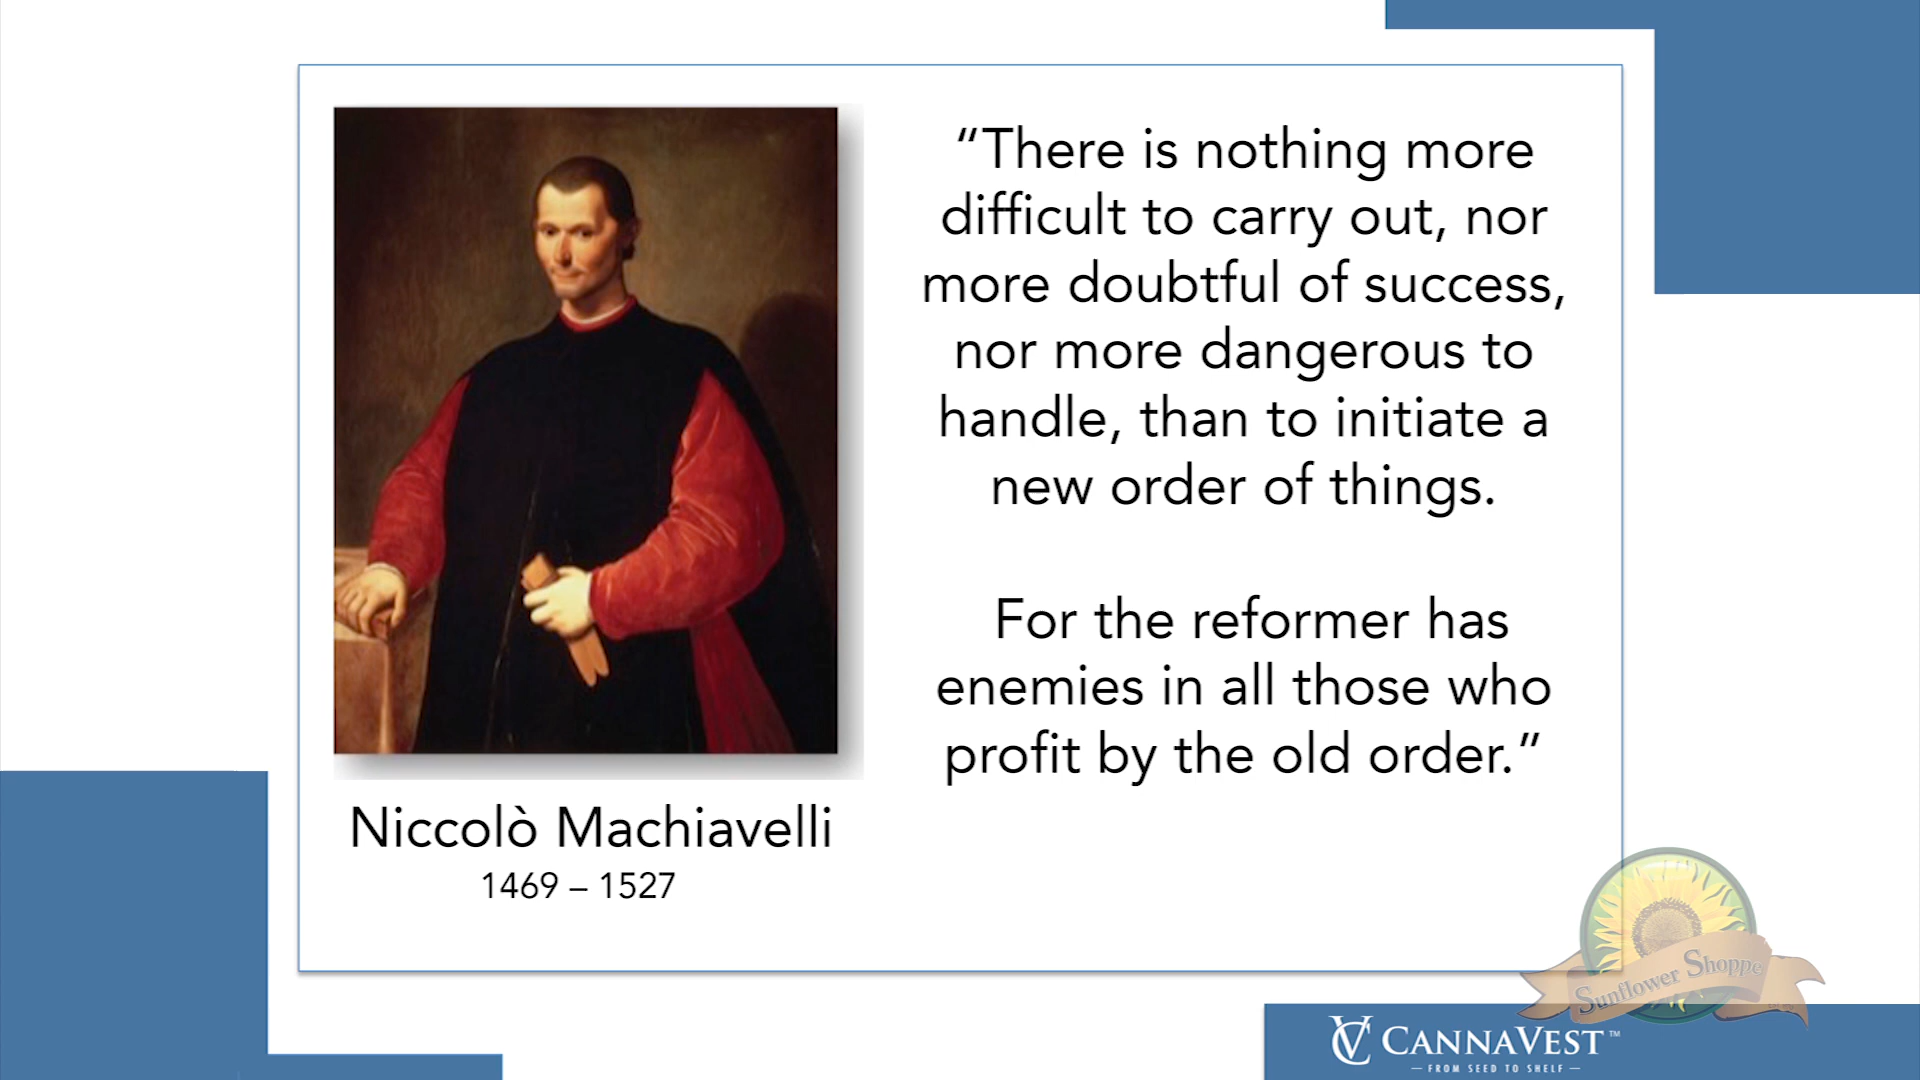 “There is nothing more
difficult to carry out, nor
more doubtful of success,
nor more dangerous to
handle, than to initiate a
new order of things.
For the reformer has
enemies in all those who
profit by the old order.”
Niccolò Machiavelli
1469 – 1527
Sunflower Shoppe
VC CANNAVEST™
— FROM SEED TO SHELF —